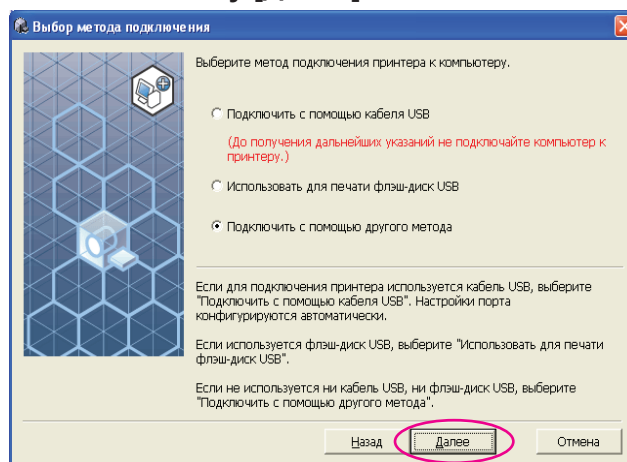 Выбор метода подключения
Выберите метод подключения принтера к компьютеру.
Подключить с помощью кабеля USB
(До получения дальнейших указаний не подключайте компьютер к
принтеру.)
Использовать для печати флэш-диск USB
Подключить с помощью другого метода
Если для подключения принтера используется кабель USB, выберите
"Подключить с помощью кабеля USB". Настройки порта
конфигурируются автоматически.
Если используется флэш-диск USB, выберите "Использовать для печати
флэш-диск USB".
Если не используется ни кабель USB, ни флэш-диск USB, выберите
"Подключить с помощью другого метода".
Назад Далее Отмена